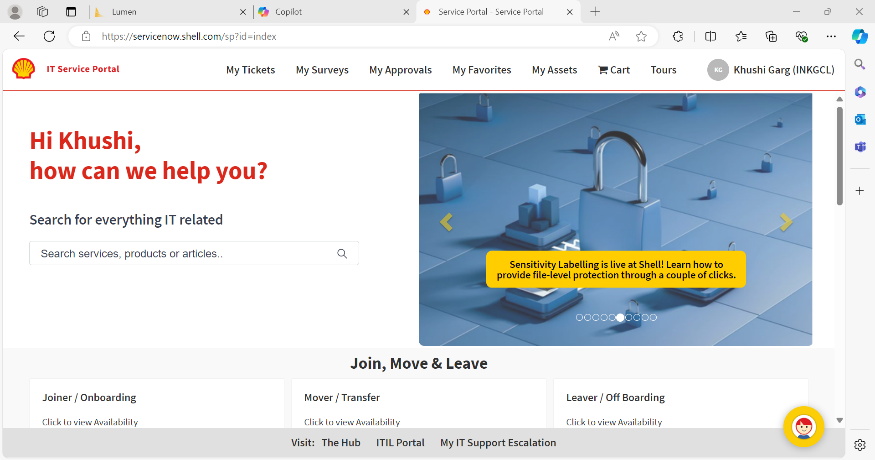 Lumen
Copilot
Service Portal - Service Portal
https://servicenow.shell.com/sp?id=index
IT Service Portal
My Tickets
My Surveys
My Approvals
My Favorites
My Assets
Cart
Tours
KG
Khushi Garg (INKGCL)
Hi Khushi,
how can we help you?
Search for everything IT related
Search services, products or articles..
Sensitivity Labelling is live at Shell! Learn how to
provide file-level protection through a couple of clicks.
Join, Move & Leave
Joiner / Onboarding
Mover / Transfer
Leaver / Off Boarding
Click to view Availability
Click to view Availability
Click to view Availability
Visit: The Hub ITIL Portal My IT Support Escalation